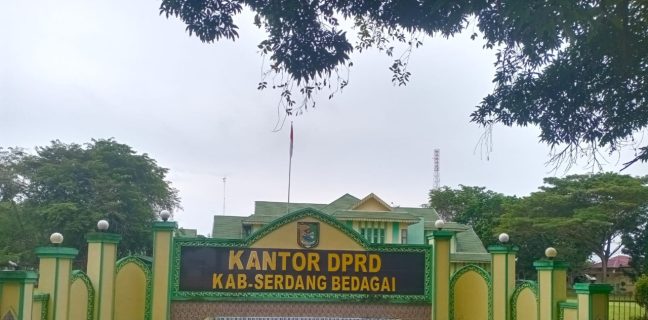 KANTOR DPRD
KAB-SERDANG BEDAGAI